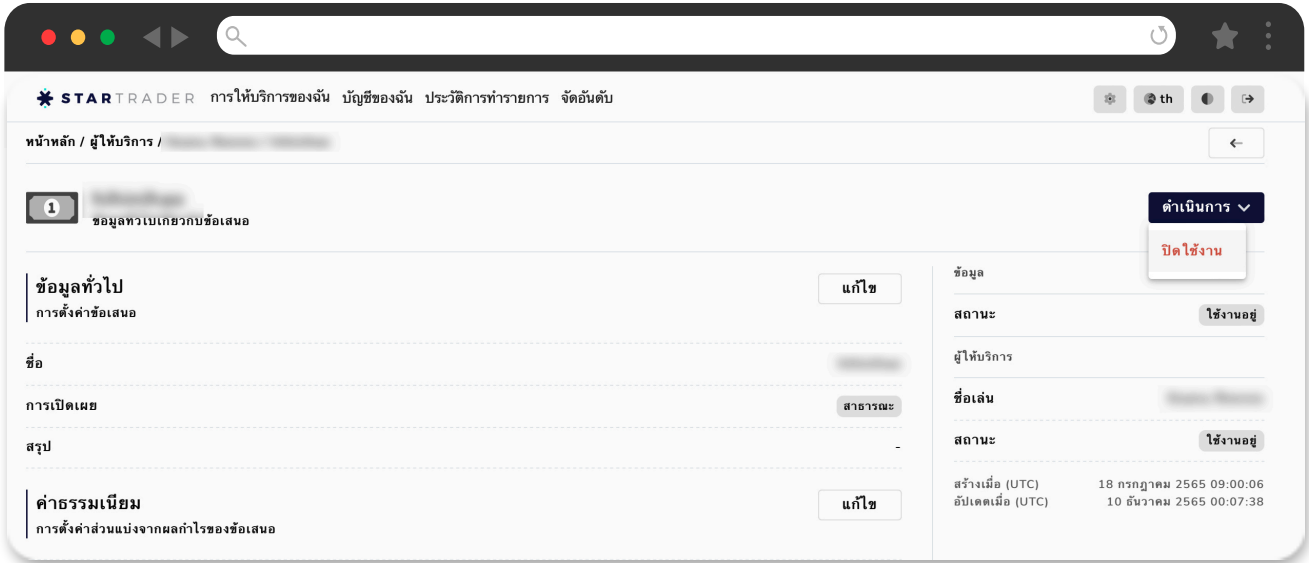 STARTRADER การให้บริการของฉัน บัญชีของฉัน ประวัติการทำรายการ จัดอันดับ th
หน้าหลัก / ผู้ให้บริการ /
1
ข้อมูลทั่วไปเกี่ยวกับข้อเสนอ
ดำเนินการ
ปิดใช้งาน
ข้อมูลทั่วไป
การตั้งค่าข้อเสนอ
แก้ไข
ชื่อ
การเปิดเผย สาธารณะ
สรุป -
ค่าธรรมเนียม
การตั้งค่าส่วนแบ่งจากผลกำไรของข้อเสนอ
แก้ไข
ข้อมูล
สถานะ ใช้งานอยู่
ผู้ให้บริการ
ชื่อเล่น
สถานะ ใช้งานอยู่
สร้างเมื่อ (UTC) 18 กรกฎาคม 2565 09:00:06
อัปเดตเมื่อ (UTC) 10 ธันวาคม 2565 00:07:38